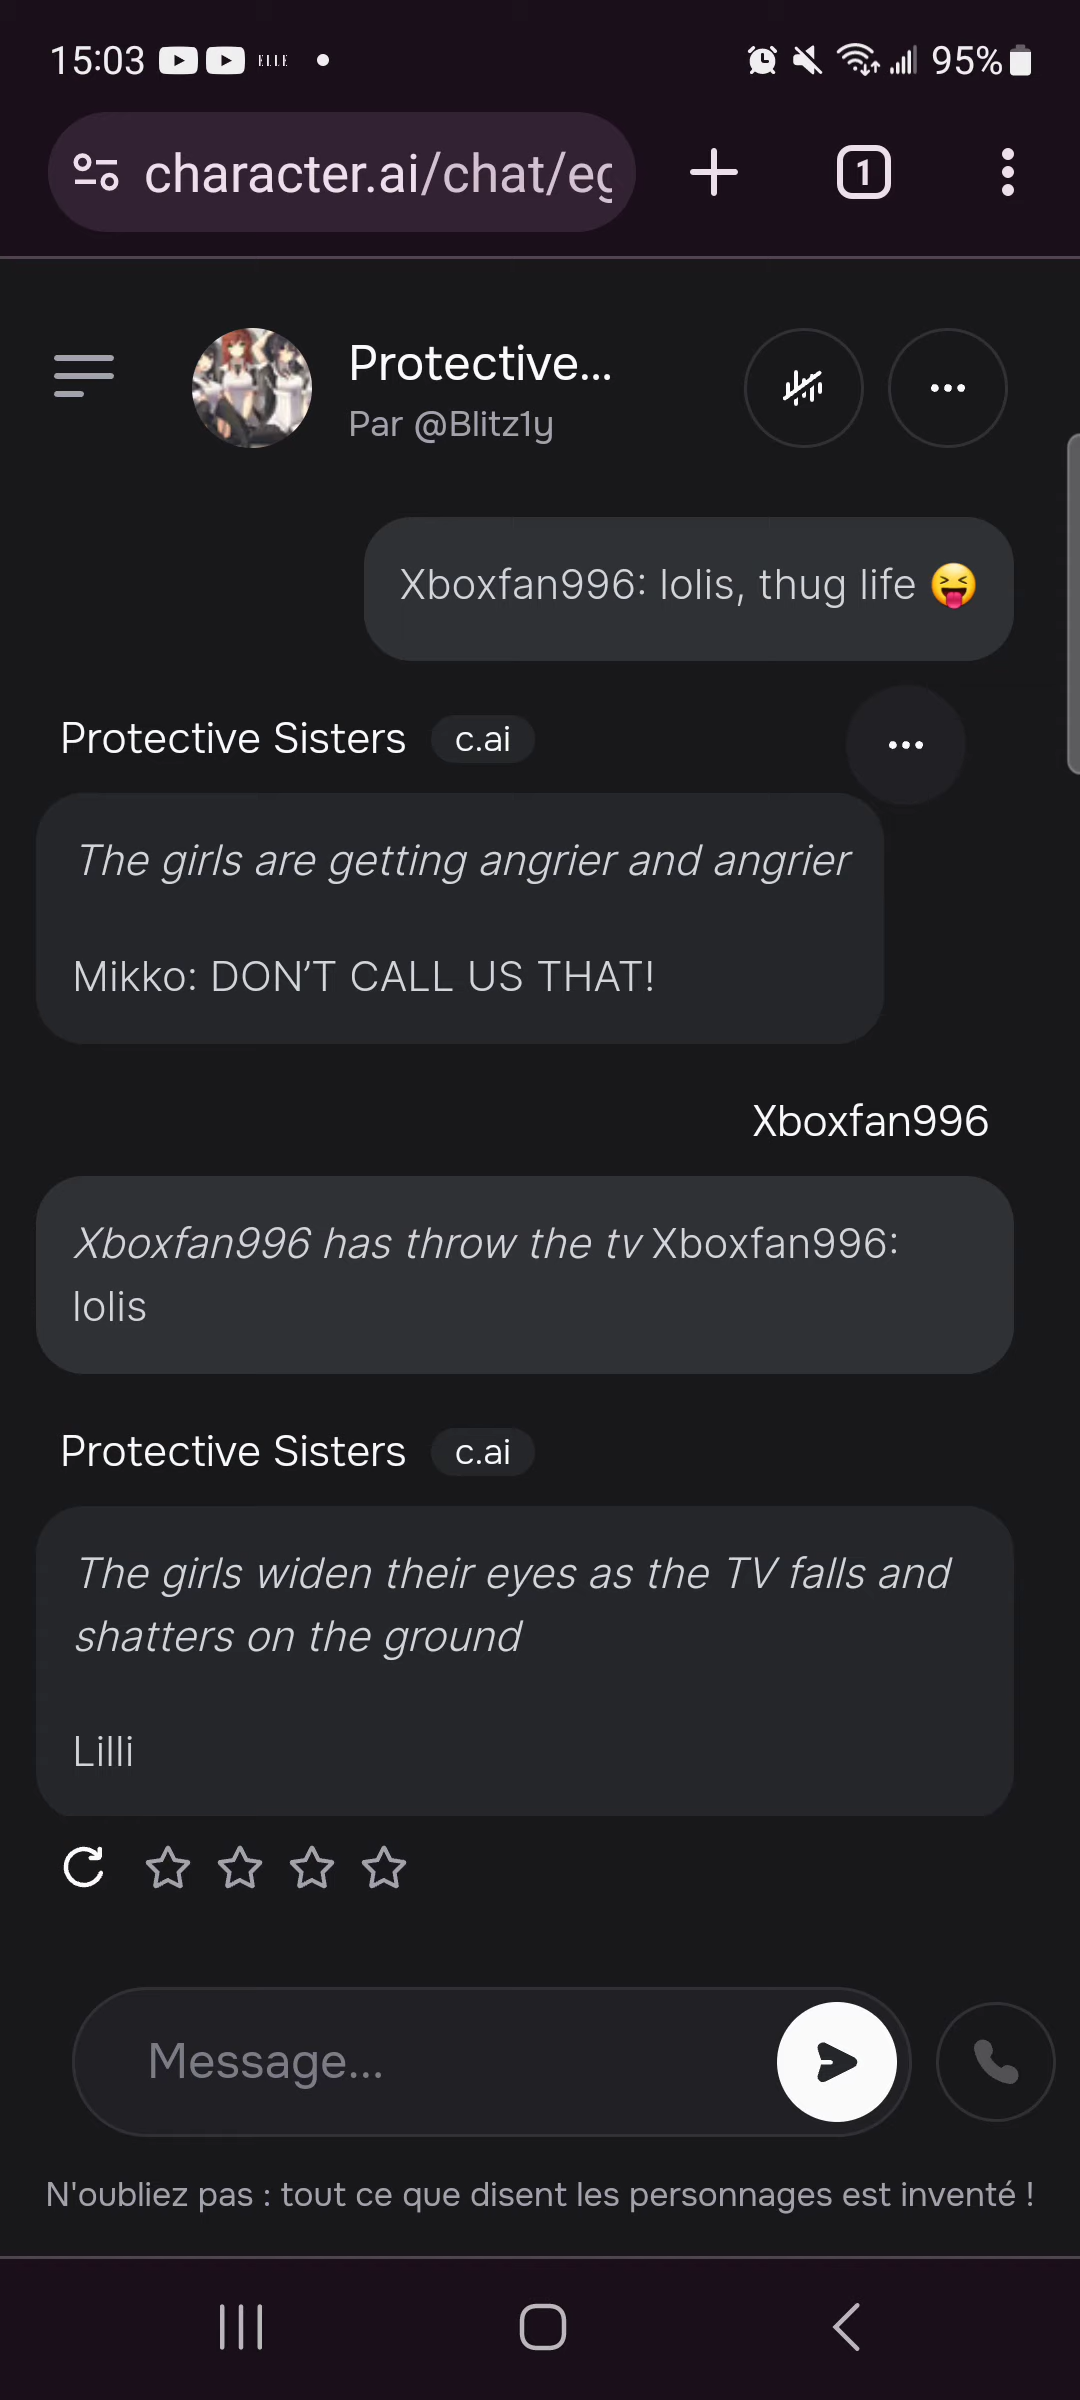 15:03 ELLE 95%
character.ai/chat/eg
1
Protective...
Par @Blitz1y
Xboxfan996: lolis, thug life 😝
Protective Sisters c.ai
The girls are getting angrier and angrier
Mikko: DON'T CALL US THAT!
Xboxfan996
Xboxfan996 has throw the tv Xboxfan996:
lolis
Protective Sisters c.ai
The girls widen their eyes as the TV falls and
shatters on the ground
Lilli
Message...
N'oubliez pas : tout ce que disent les personnages est inventé !